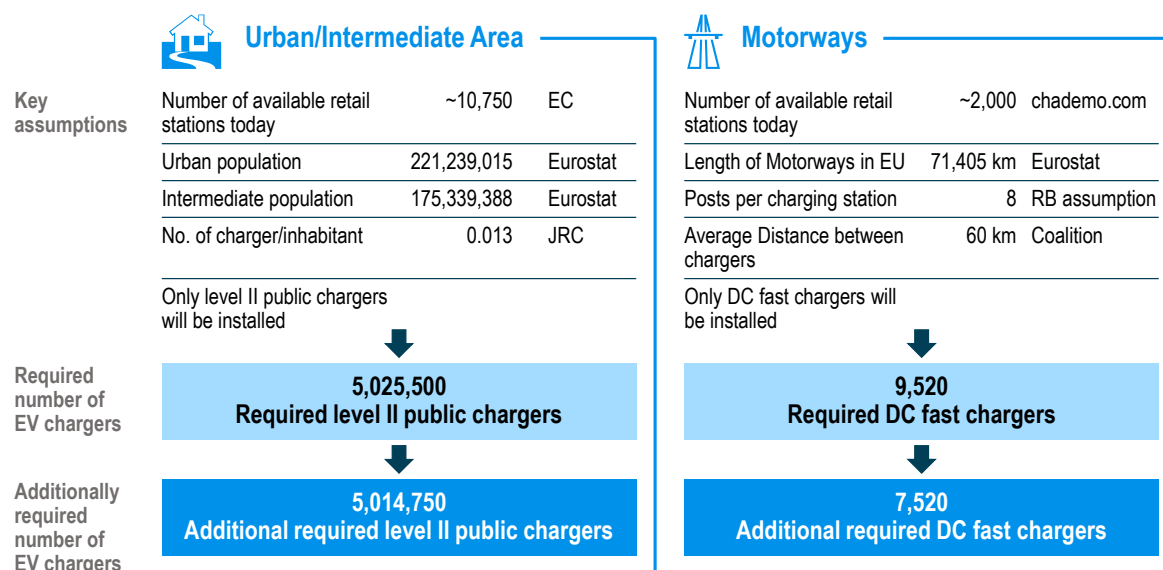 Urban/Intermediate Area
Motorways
Key
assumptions
Number of available retail
stations today
~10,750
EC
Urban population
221,239,015
Eurostat
Intermediate population
175,339,388
Eurostat
No. of charger/inhabitant
0.013
JRC
Only level II public chargers
will be installed
Number of available retail
stations today
~2,000
chademo.com
Length of Motorways in EU
71,405 km
Eurostat
Posts per charging station
8
RB assumption
Average Distance between
chargers
60 km
Coalition
Only DC fast chargers will
be installed
Required
number of
EV chargers
5,025,500
Required level II public chargers
9,520
Required DC fast chargers
Additionally
required
number of
EV chargers
5,014,750
Additional required level II public chargers
7,520
Additional required DC fast chargers